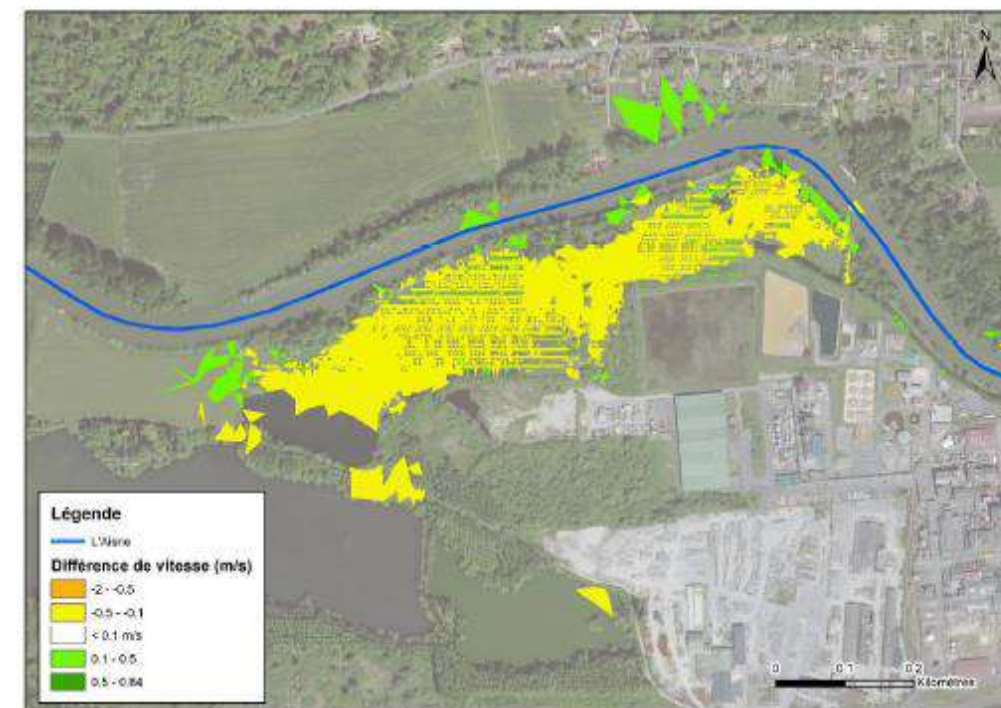 N
Légende
L'Aisne
Différence de vitesse (m/s)
-2 - -0.5
-0.5 - -0.1
< 0.1 m/s
0.1 - 0.5
0.5 - 0.84
0 0.1 0.2
Kilomètres